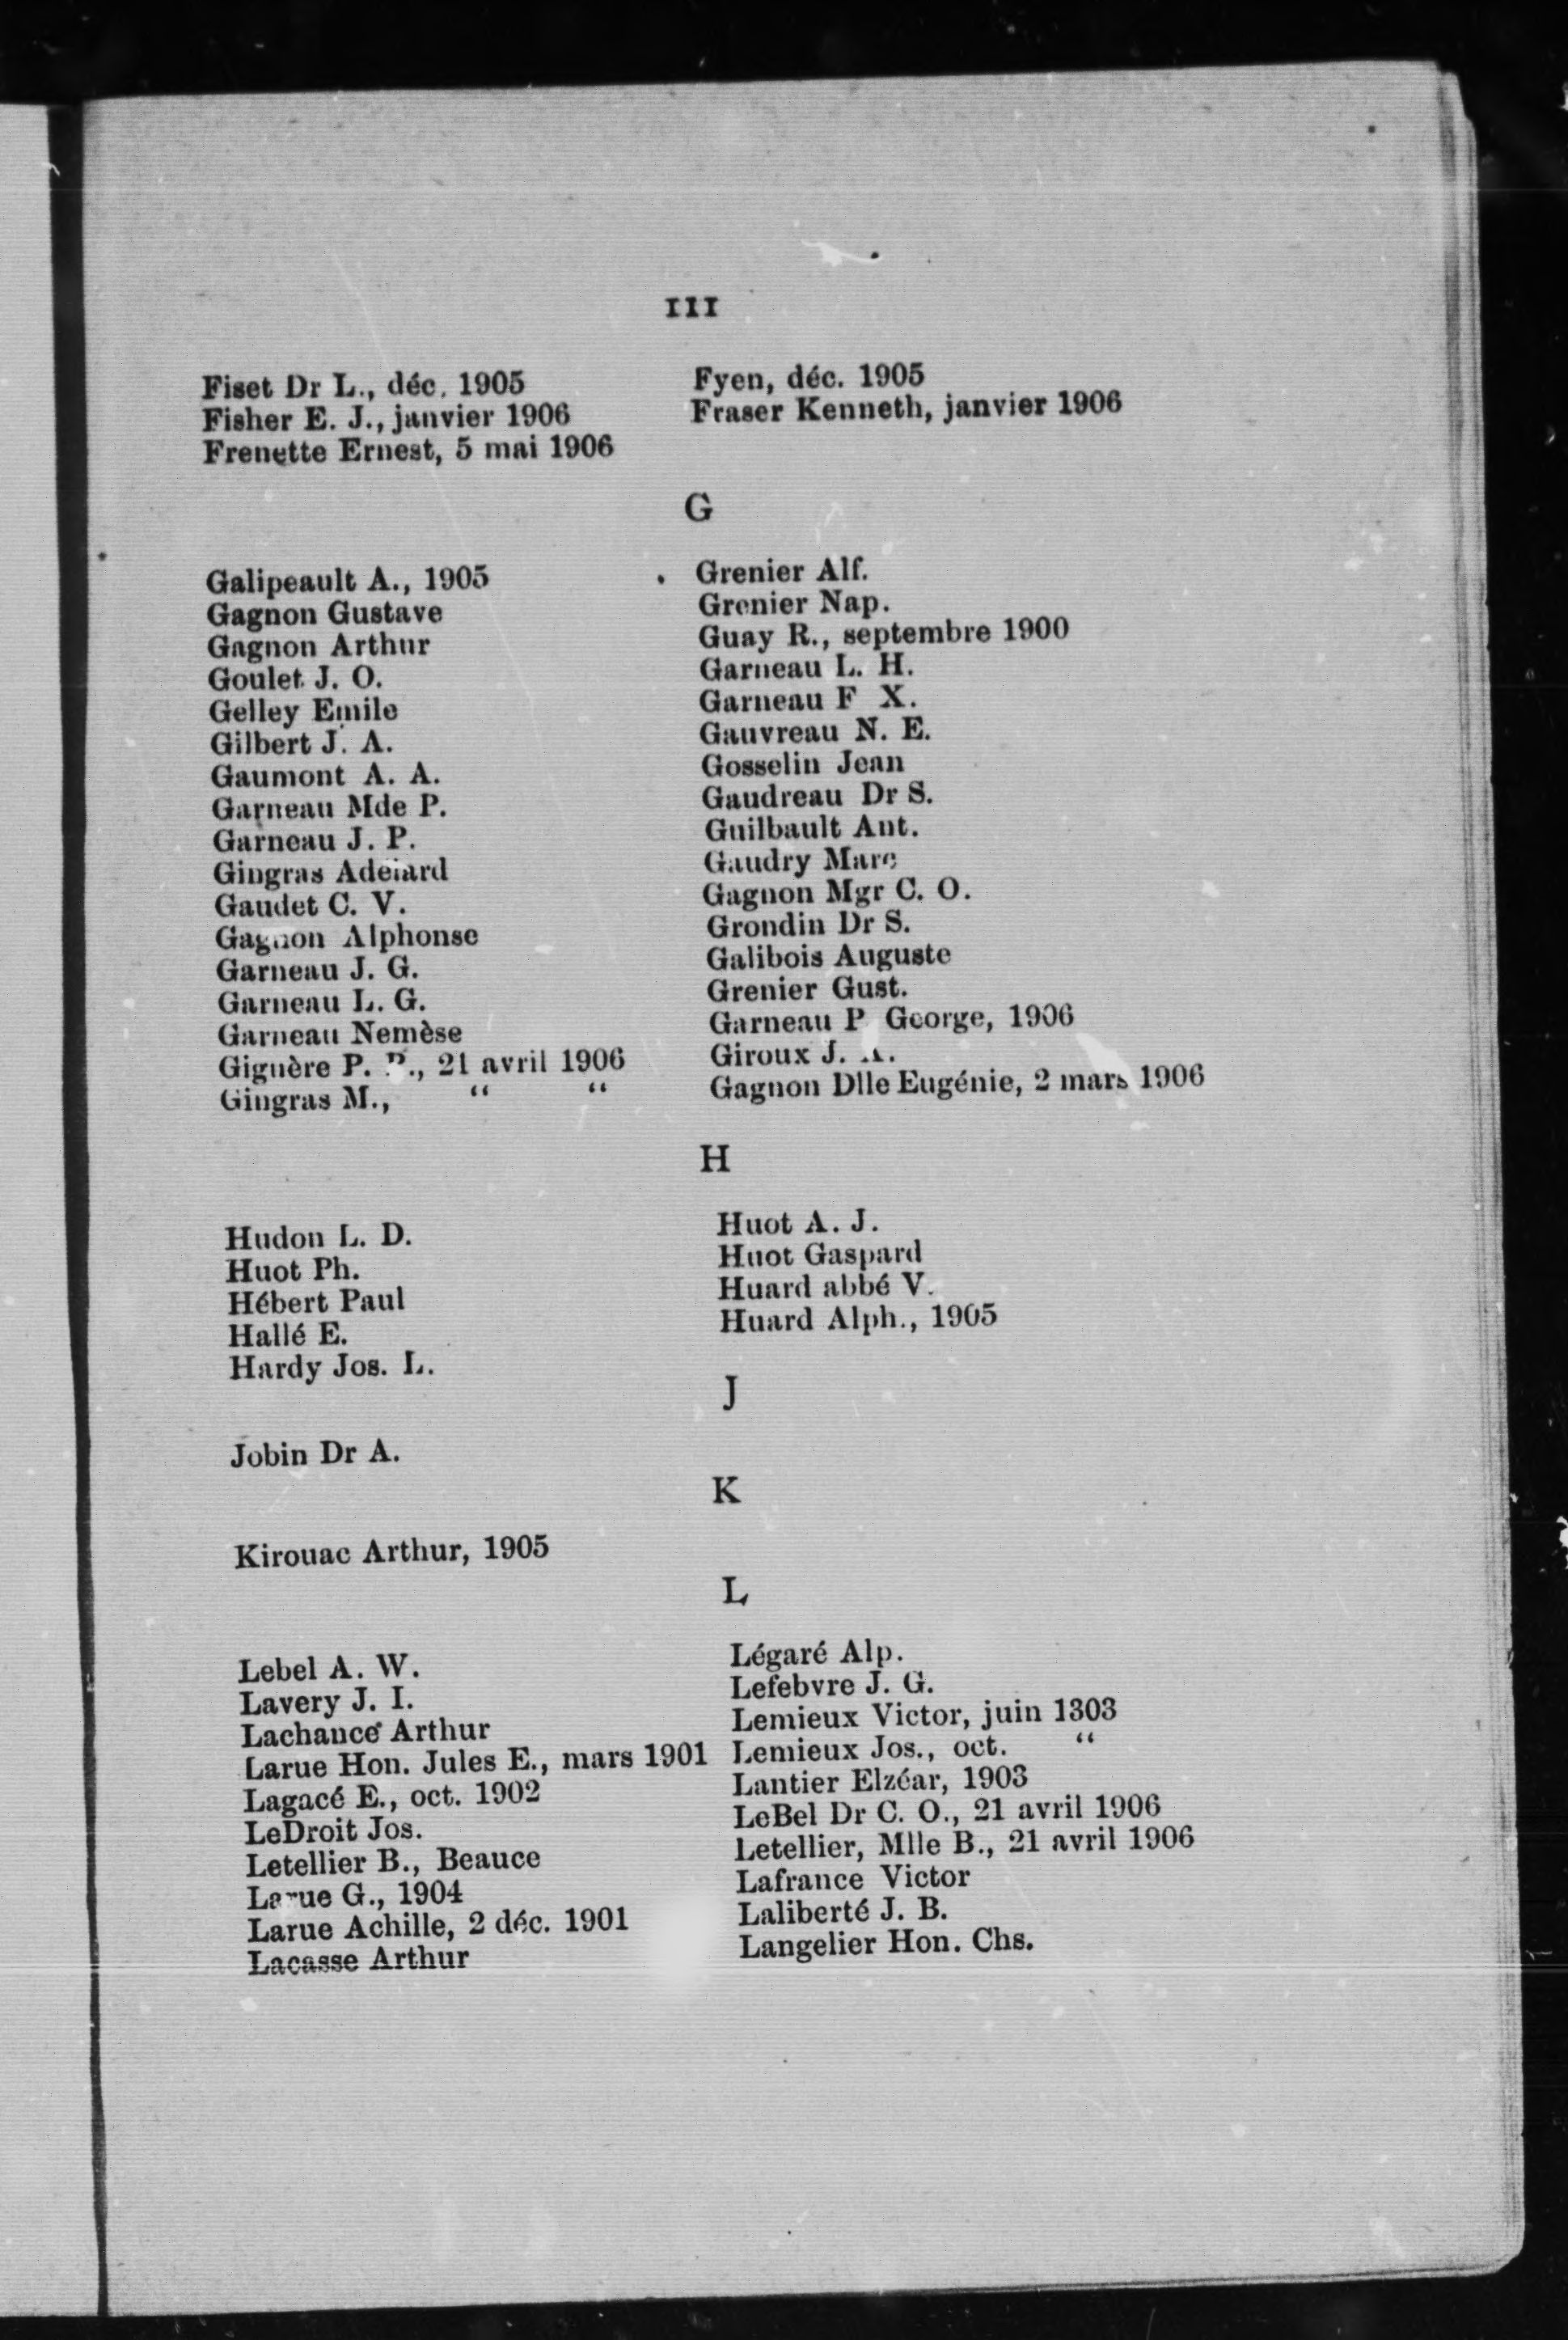 III
Fiset Dr L., déc. 1905
Fisher E. J., janvier 1906
Frenette Ernest, 5 mai 1906
Fyen, déc. 1905
Fraser Kenneth, janvier 1906
G
Galipeault A., 1905
Gagnon Gustave
Gagnon Arthur
Goulet J. O.
Gelley Emile
Gilbert J. A.
Gaumont A. A.
Garneau Mde P.
Garneau J. P.
Gingras Adelard
Gaudet C. V.
Gagnon Alphonse
Garneau J. G.
Garneau L. G.
Garneau Nemèse
Giguère P. , 21 avril 1906
Gingras M., “ “
Grenier Alf.
Grenier Nap.
Guay R., septembre 1900
Garneau L. H.
Garneau F X.
Gauvreau N. E.
Gosselin Jean
Gaudreau Dr S.
Guilbault Ant.
Gaudry Marc
Gagnon Mgr C. O.
Grondin Dr S.
Galibois Auguste
Grenier Gust.
Garneau P George, 1906
Giroux J.
Gagnon Dlle Eugénie, 2 mars 1906
H
Hudon L. D.
Huot Ph.
Hébert Paul
Hallé E.
Hardy Jos. L.
Huot A. J.
Huot Gaspard
Huard abbé V.
Huard Alph., 1905
J
Jobin Dr A.
K
Kirouac Arthur, 1905
L
Lebel A. W.
Lavery J. I.
Lachance Arthur
Larue Hon. Jules E., mars 1901
Lagacé E., oct. 1902
LeDroit Jos.
Letellier B., Beauce
Larue G., 1904
Larue Achille, 2 déc. 1901
Lacasse Arthur
Légaré Alp.
Lefebvre J. G.
Lemieux Victor, juin 1303
Lemieux Jos., oct. “
Lantier Elzéar, 1903
LeBel Dr C. O., 21 avril 1906
Letellier, Mlle B., 21 avril 1906
Lafrance Victor
Laliberté J. B.
Langelier Hon. Chs.